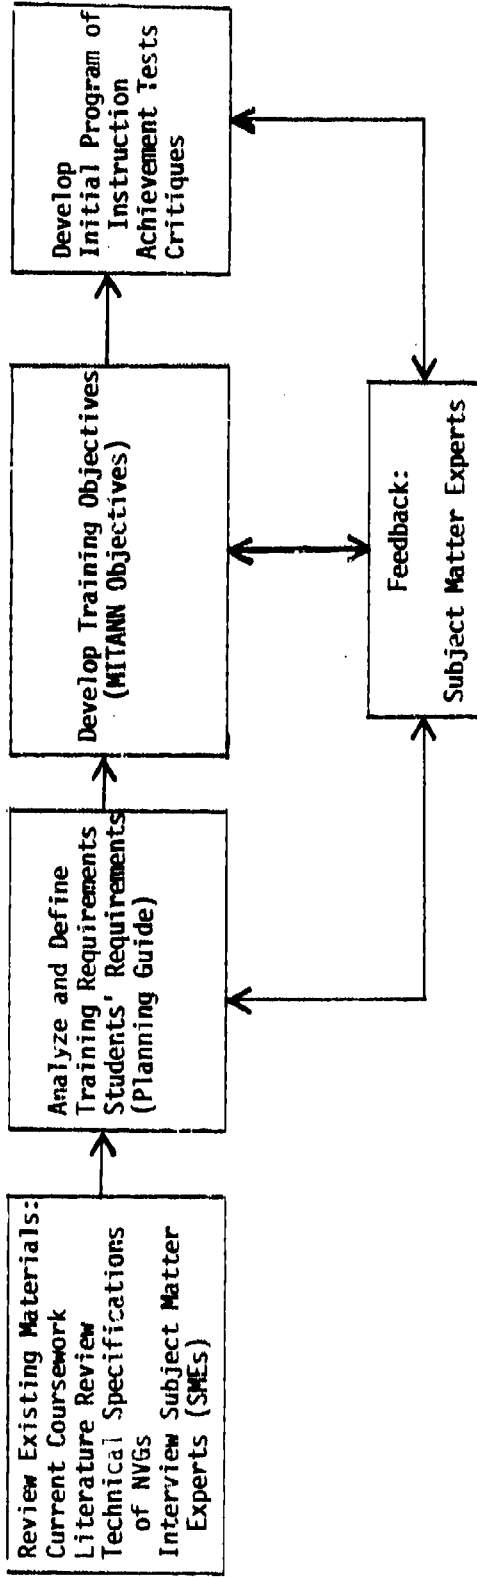 Review Existing Materials:
Current Coursework
Literature Review
Technical Specifications
of NVGs
Interview Subject Matter
Experts (SMEs)
Analyze and Define
Training Requirements
Students' Requirements
(Planning Guide)
Develop Training Objectives
(MITANN Objectives)
Develop
Initial Program of
Instruction
Achievement Tests
Critiques
Feedback:
Subject Matter Experts